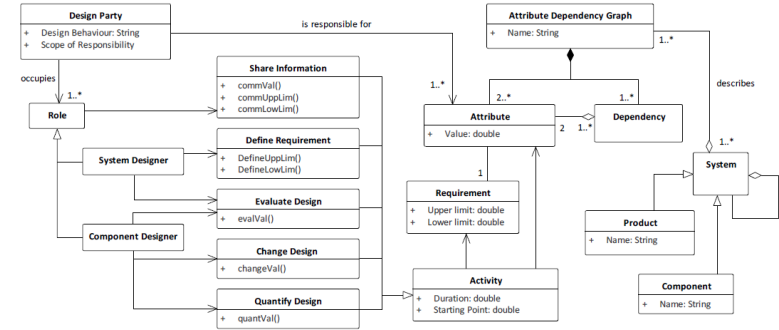 Design Party
+ Design Behaviour: String
+ Scope of Responsibility
is responsible for
Attribute Dependency Graph
+ Name: String
1..*
occupies
1..*
Role
Share Information
+ commVal()
+ commUppLim()
+ commLowLim()
1..*
2..*
1..*
describes
Attribute
+ Value: double
2
1..*
Dependency
1..*
System
System Designer
Define Requirement
+ DefineUppLim()
+ DefineLowLim()
1
Evaluate Design
+ evalVal()
Requirement
+ Upper limit: double
+ Lower limit: double
Component Designer
Product
+ Name: String
Change Design
+ changeVal()
Activity
+ Duration: double
+ Starting Point: double
Component
+ Name: String
Quantify Design
+ quantVal()